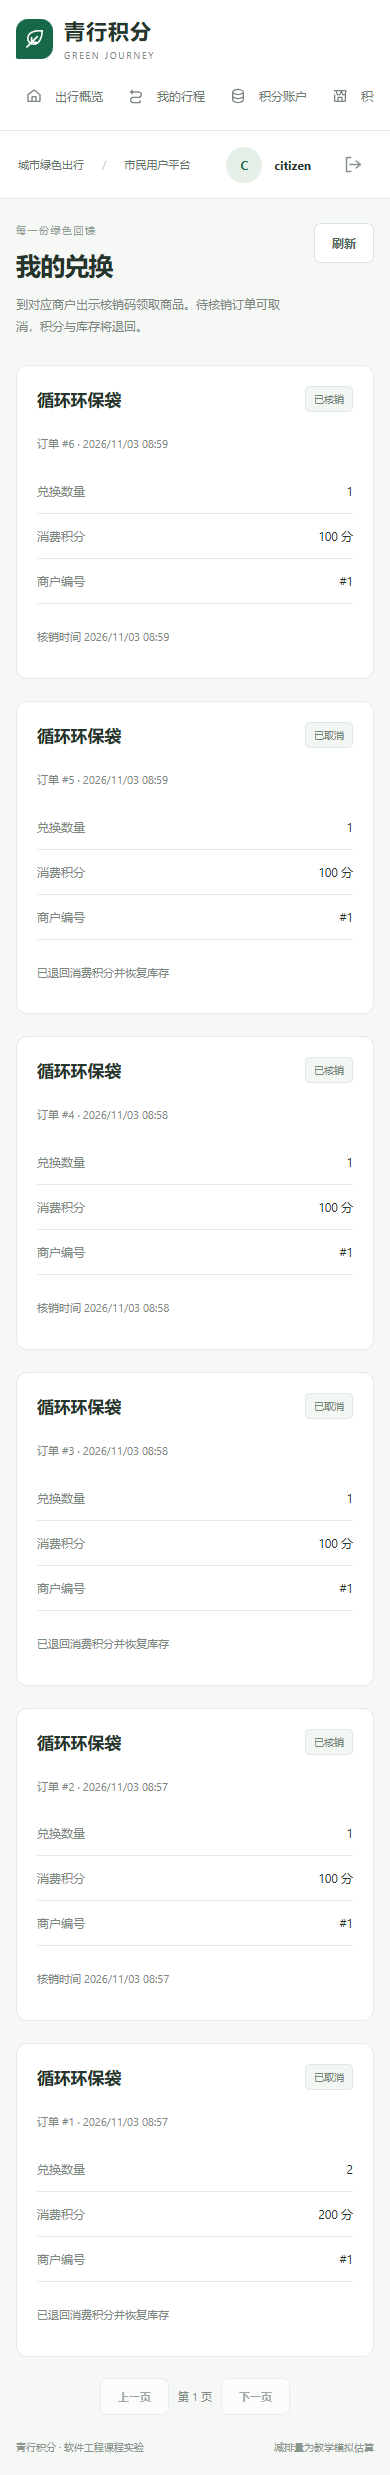 青行积分
GREEN JOURNEY
出行概览 我的行程 积分账户 积
城市绿色出行 / 市民用户平台 C citizen
每一份绿色回馈
我的兑换
刷新
到对应商户出示核销码领取商品。待核销订单可取
消，积分与库存将退回。
循环环保袋 已核销
订单 #6 · 2026/11/03 08:59
兑换数量 1
消费积分 100 分
商户编号 #1
核销时间 2026/11/03 08:59
循环环保袋 已取消
订单 #5 · 2026/11/03 08:59
兑换数量 1
消费积分 100 分
商户编号 #1
已退回消费积分并恢复库存
循环环保袋 已核销
订单 #4 · 2026/11/03 08:58
兑换数量 1
消费积分 100 分
商户编号 #1
核销时间 2026/11/03 08:58
循环环保袋 已取消
订单 #3 · 2026/11/03 08:58
兑换数量 1
消费积分 100 分
商户编号 #1
已退回消费积分并恢复库存
循环环保袋 已核销
订单 #2 · 2026/11/03 08:57
兑换数量 1
消费积分 100 分
商户编号 #1
核销时间 2026/11/03 08:57
循环环保袋 已取消
订单 #1 · 2026/11/03 08:57
兑换数量 2
消费积分 200 分
商户编号 #1
已退回消费积分并恢复库存
上一页 第 1 页 下一页
青行积分 · 软件工程课程实验 减排量为教学模拟估算